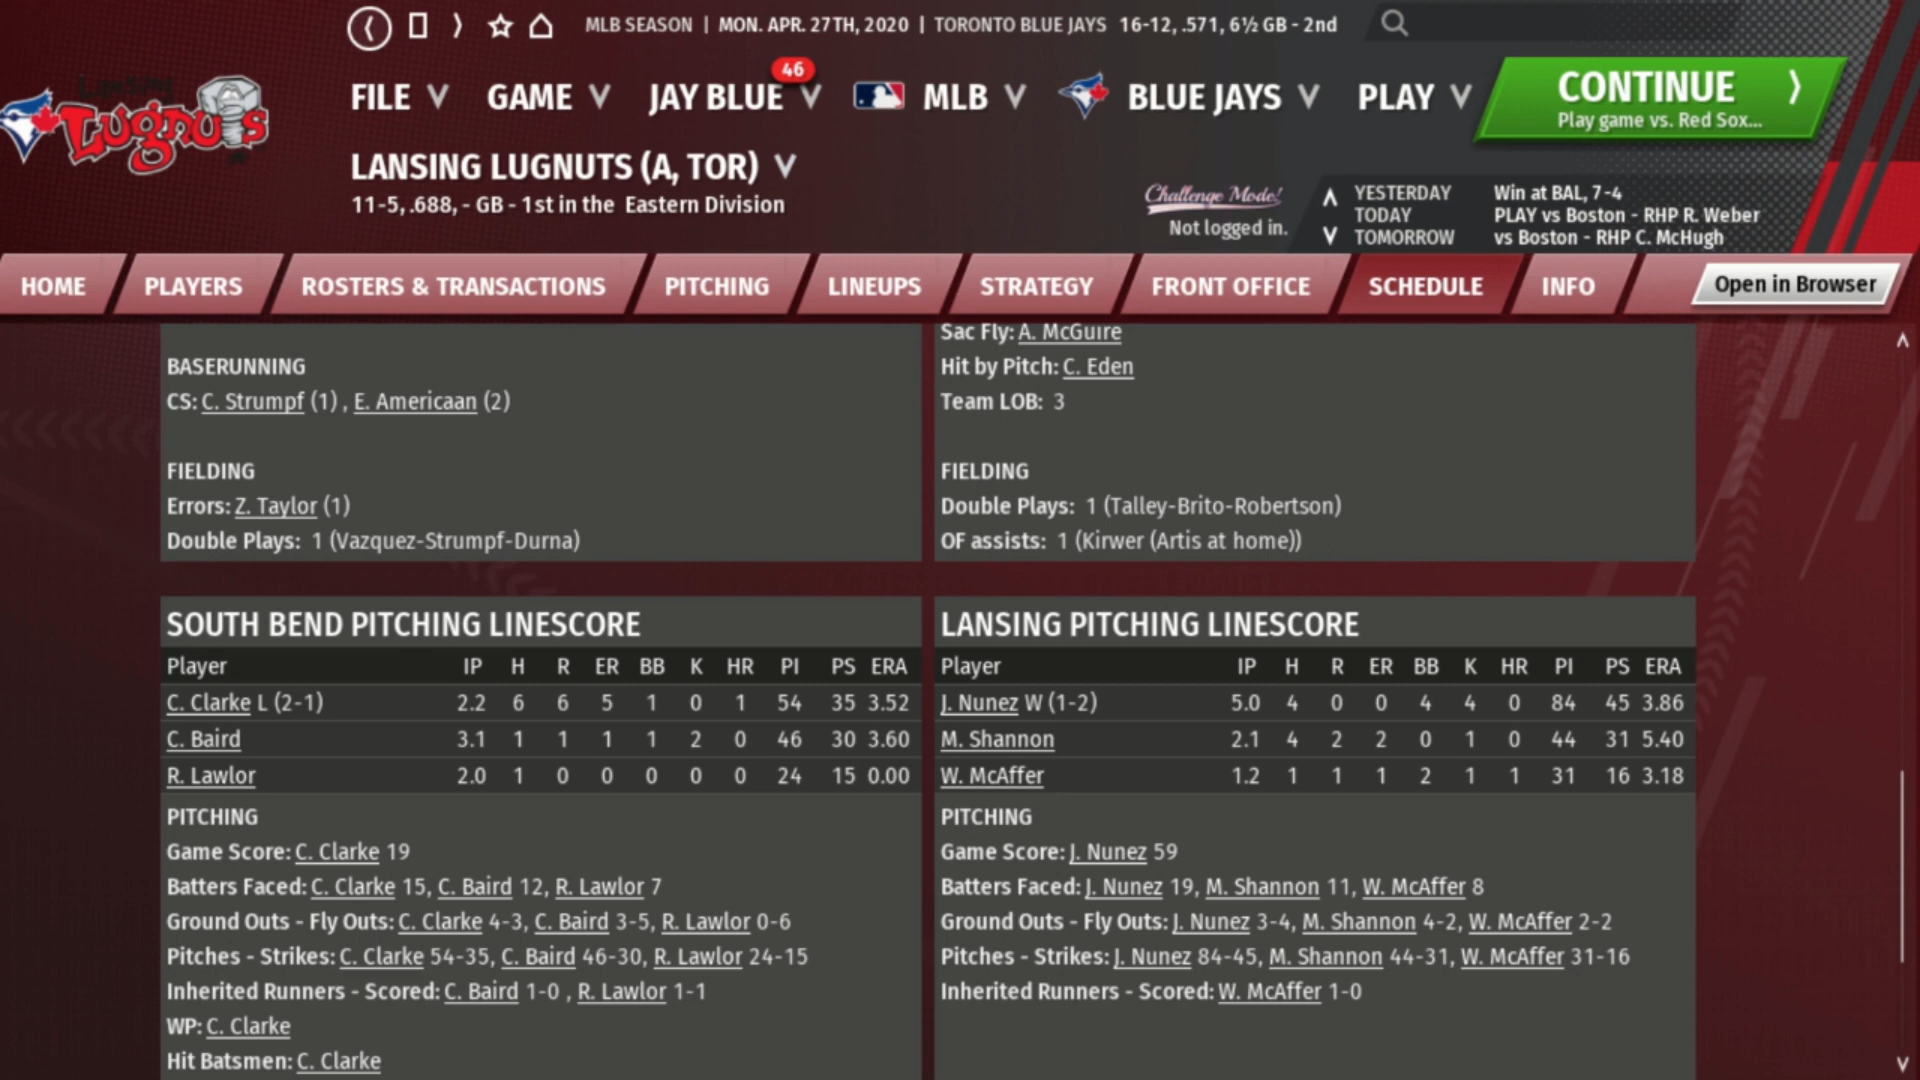 MLB SEASON | MON. APR. 27TH, 2020 | TORONTO BLUE JAYS 16-12, .571, 6½ GB - 2nd
46
FILE GAME JAY BLUE MLB BLUE JAYS PLAY
CONTINUE
Play game vs. Red Sox...
Lansing
Lugnuts
LANSING LUGNUTS (A, TOR)
11-5, .688, - GB - 1st in the Eastern Division
Challenge Mode!
Not logged in.
YESTERDAY Win at BAL, 7-4
TODAY PLAY vs Boston - RHP R. Weber
TOMORROW vs Boston - RHP C. McHugh
HOME PLAYERS ROSTERS & TRANSACTIONS PITCHING LINEUPS STRATEGY FRONT OFFICE SCHEDULE INFO Open in Browser
BASERUNNING
CS: C. Strumpf (1) , E. Americaan (2)
FIELDING
Errors: Z. Taylor (1)
Double Plays: 1 (Vazquez-Strumpf-Durna)
Sac Fly: A. McGuire
Hit by Pitch: C. Eden
Team LOB: 3
FIELDING
Double Plays: 1 (Talley-Brito-Robertson)
OF assists: 1 (Kirwer (Artis at home))
SOUTH BEND PITCHING LINESCORE
Player IP H R ER BB K HR PI PS ERA
C. Clarke L (2-1) 2.2 6 6 5 1 0 1 54 35 3.52
C. Baird 3.1 1 1 1 1 2 0 46 30 3.60
R. Lawlor 2.0 1 0 0 0 0 0 24 15 0.00
PITCHING
Game Score: C. Clarke 19
Batters Faced: C. Clarke 15, C. Baird 12, R. Lawlor 7
Ground Outs - Fly Outs: C. Clarke 4-3, C. Baird 3-5, R. Lawlor 0-6
Pitches - Strikes: C. Clarke 54-35, C. Baird 46-30, R. Lawlor 24-15
Inherited Runners - Scored: C. Baird 1-0 , R. Lawlor 1-1
WP: C. Clarke
Hit Batsmen: C. Clarke
LANSING PITCHING LINESCORE
Player IP H R ER BB K HR PI PS ERA
J. Nunez W (1-2) 5.0 4 0 0 4 4 0 84 45 3.86
M. Shannon 2.1 4 2 2 0 1 0 44 31 5.40
W. McAffer 1.2 1 1 1 2 1 1 31 16 3.18
PITCHING
Game Score: J. Nunez 59
Batters Faced: J. Nunez 19, M. Shannon 11, W. McAffer 8
Ground Outs - Fly Outs: J. Nunez 3-4, M. Shannon 4-2, W. McAffer 2-2
Pitches - Strikes: J. Nunez 84-45, M. Shannon 44-31, W. McAffer 31-16
Inherited Runners - Scored: W. McAffer 1-0